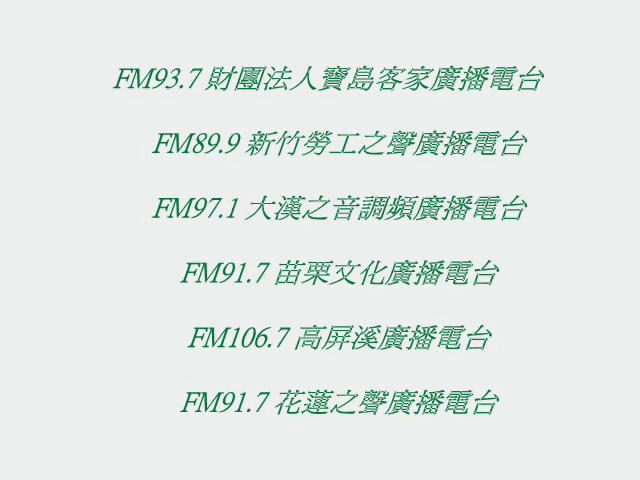 FM93.7 財團法人寶島客家廣播電台
FM89.9 新竹勞工之聲廣播電台
FM97.1 大漢之音調頻廣播電台
FM91.7 苗栗文化廣播電台
FM106.7 高屏溪廣播電台
FM91.7 花蓮之聲廣播電台